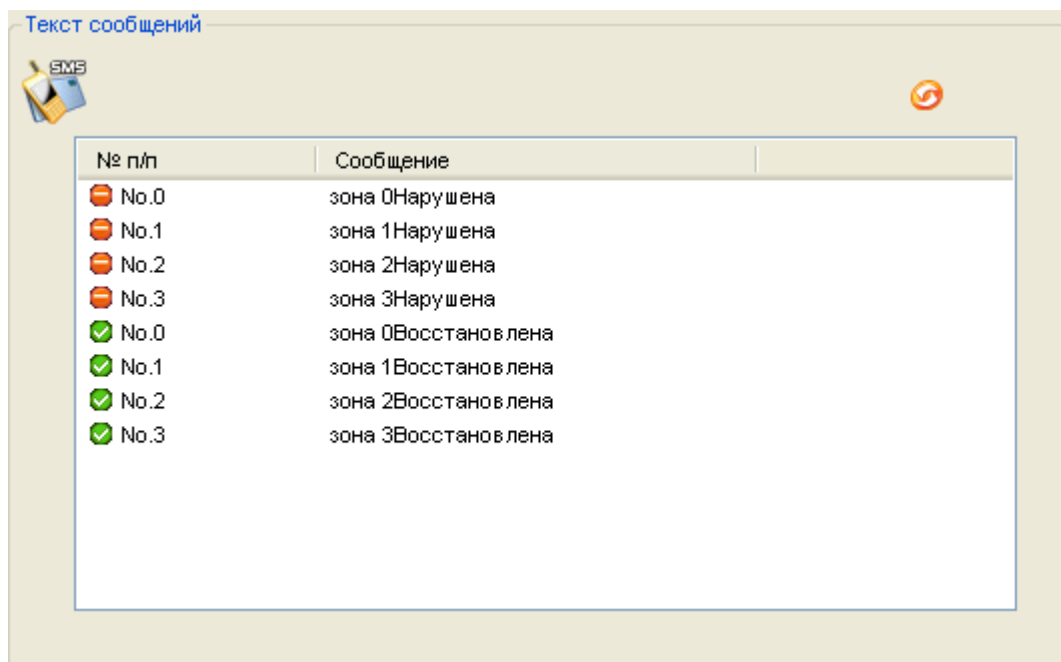 Текст сообщений
SMS
№ п/п Сообщение
No.0 зона 0Нарушена
No.1 зона 1Нарушена
No.2 зона 2Нарушена
No.3 зона 3Нарушена
No.0 зона 0Восстановлена
No.1 зона 1Восстановлена
No.2 зона 2Восстановлена
No.3 зона 3Восстановлена